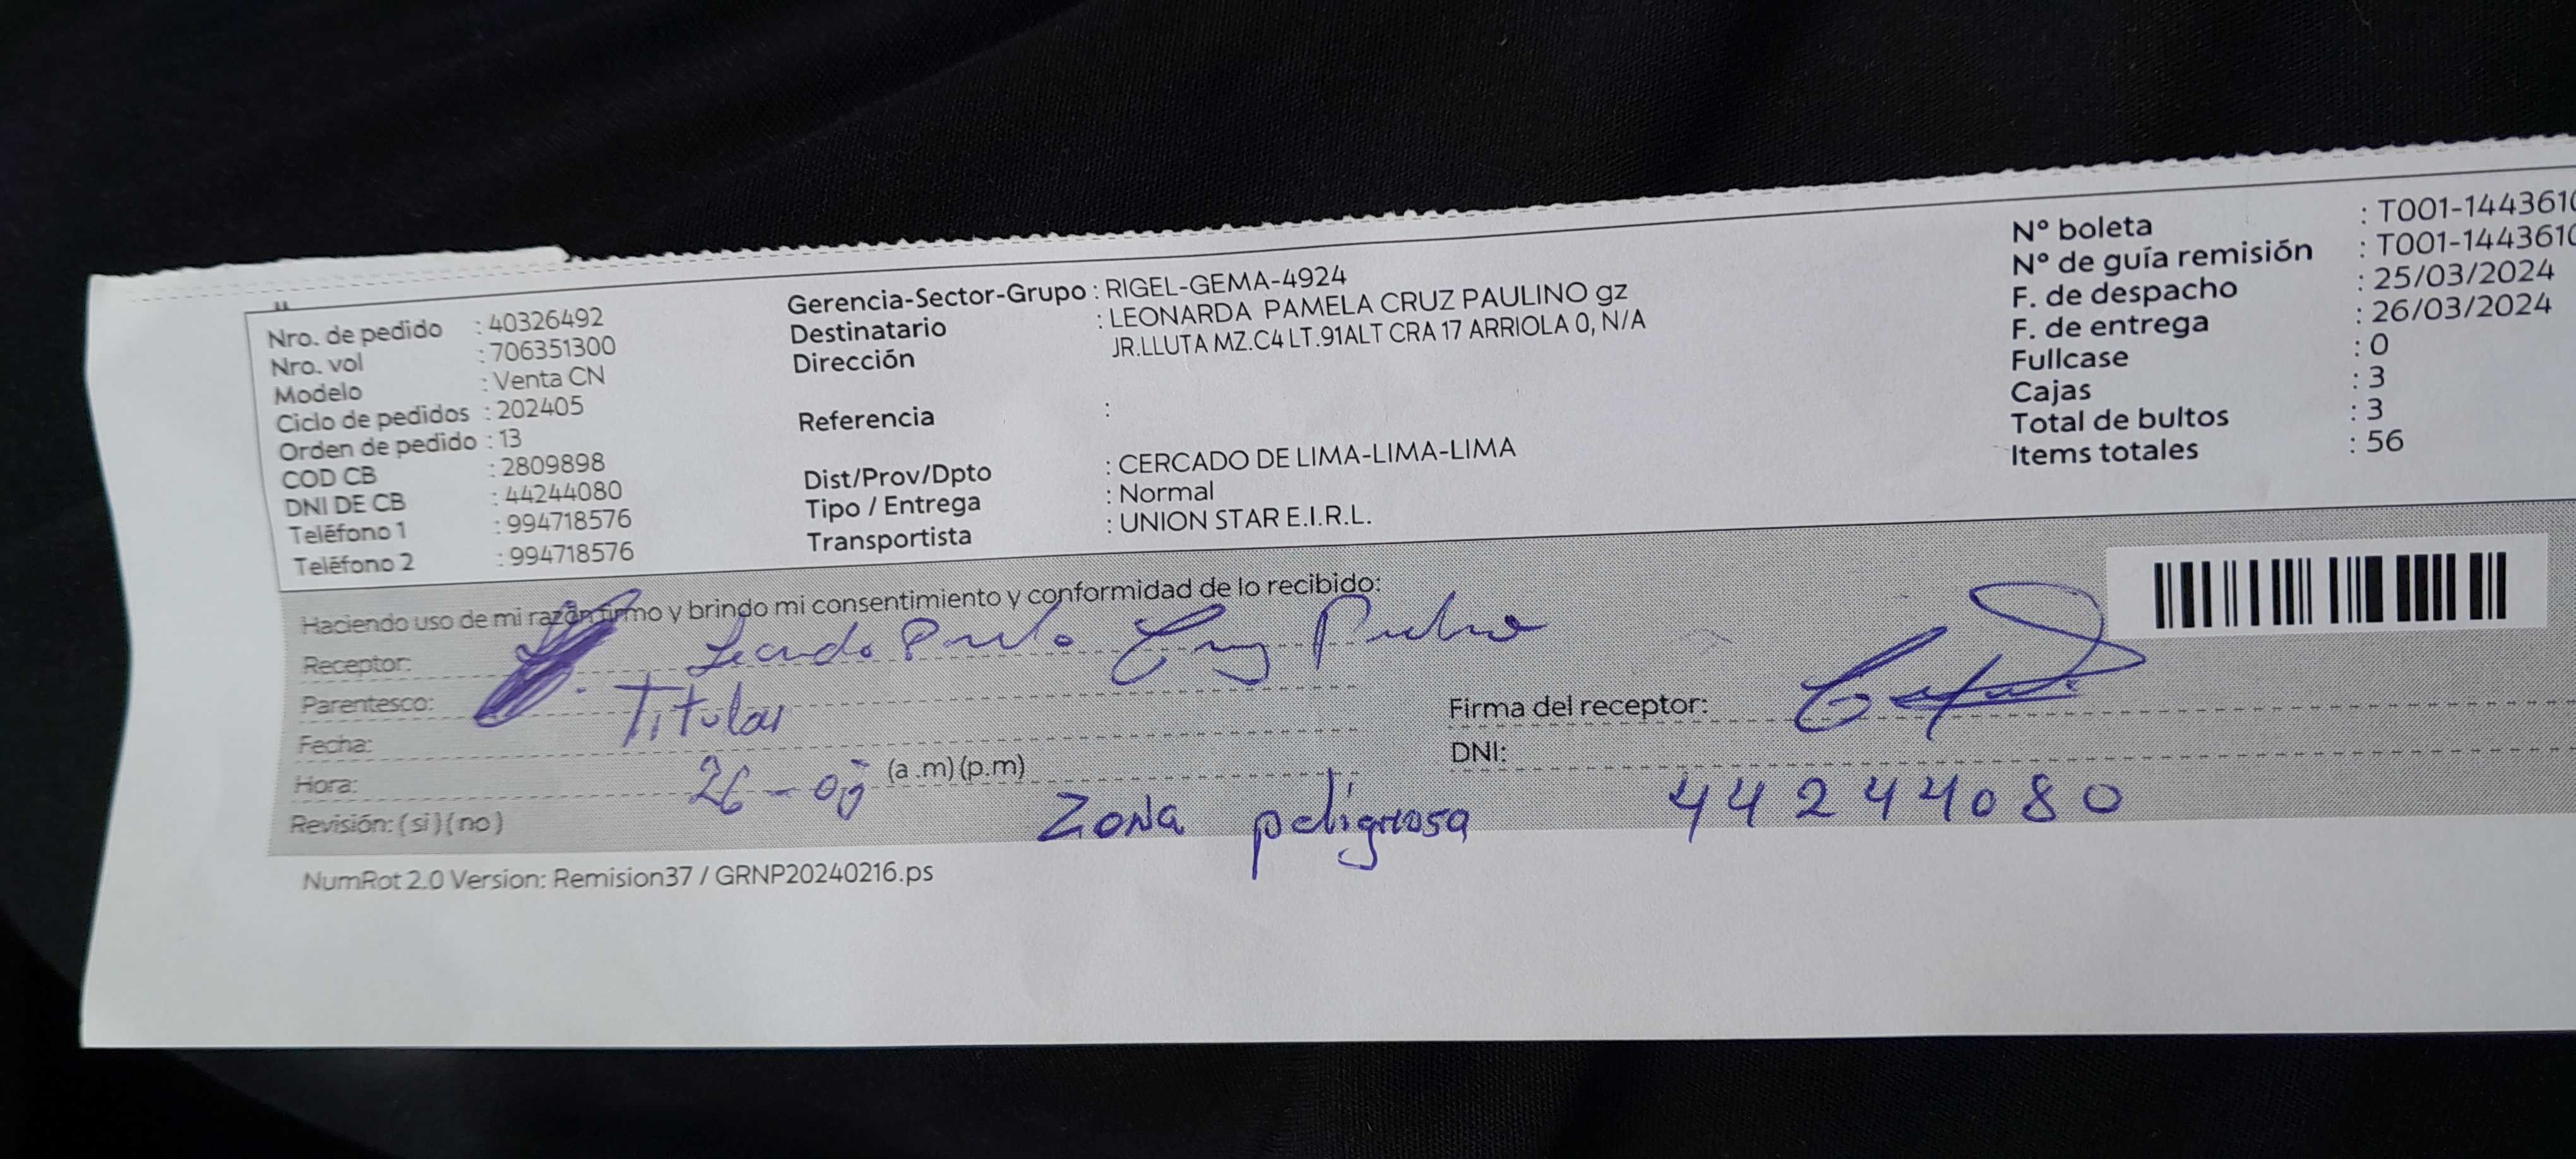 Nro. de pedido : 40326492
Nro. vol : 706351300
Modelo : Venta CN
Ciclo de pedidos : 202405
Orden de pedido : 13
COD CB : 2809898
DNI DE CB : 44244080
Teléfono 1 : 994718576
Teléfono 2 : 994718576
Gerencia-Sector-Grupo : RIGEL-GEMA-4924
Destinatario : LEONARDA PAMELA CRUZ PAULINO gz
Dirección JR.LLUTA MZ.C4 LT.91ALT CRA 17 ARRIOLA 0, N/A
Referencia :
Dist/Prov/Dpto : CERCADO DE LIMA-LIMA-LIMA
Tipo / Entrega : Normal
Transportista : UNION STAR E.I.R.L.
N° boleta : T001-1443610
N° de guía remisión : T001-1443610
F. de despacho : 25/03/2024
F. de entrega : 26/03/2024
Fullcase : 0
Cajas : 3
Total de bultos : 3
Items totales : 56
Haciendo uso de mi razón firmo y brindo mi consentimiento y conformidad de lo recibido:
Receptor:
Parentesco: Titular
Fecha:
Hora: 26 - (a .m) (p.m)
Revisión: ( si ) ( no )
Firma del receptor:
DNI: 44244080
Zona peligrosa
NumRot 2.0 Version: Remision37 / GRNP20240216.ps